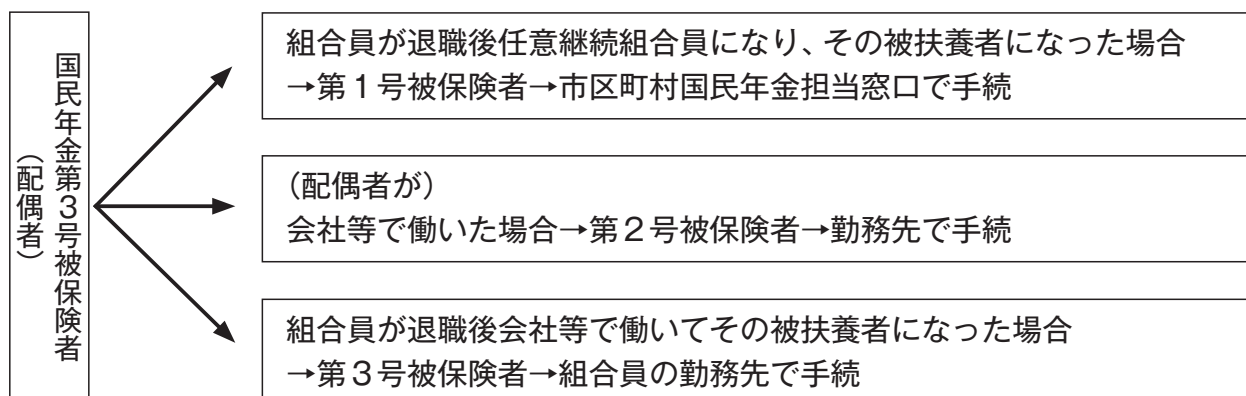 国民年金第３号被保険者
（配偶者）
組合員が退職後任意継続組合員になり、その被扶養者になった場合
→第１号被保険者→市区町村国民年金担当窓口で手続
（配偶者が）
会社等で働いた場合→第２号被保険者→勤務先で手続
組合員が退職後会社等で働いてその被扶養者になった場合
→第３号被保険者→組合員の勤務先で手続